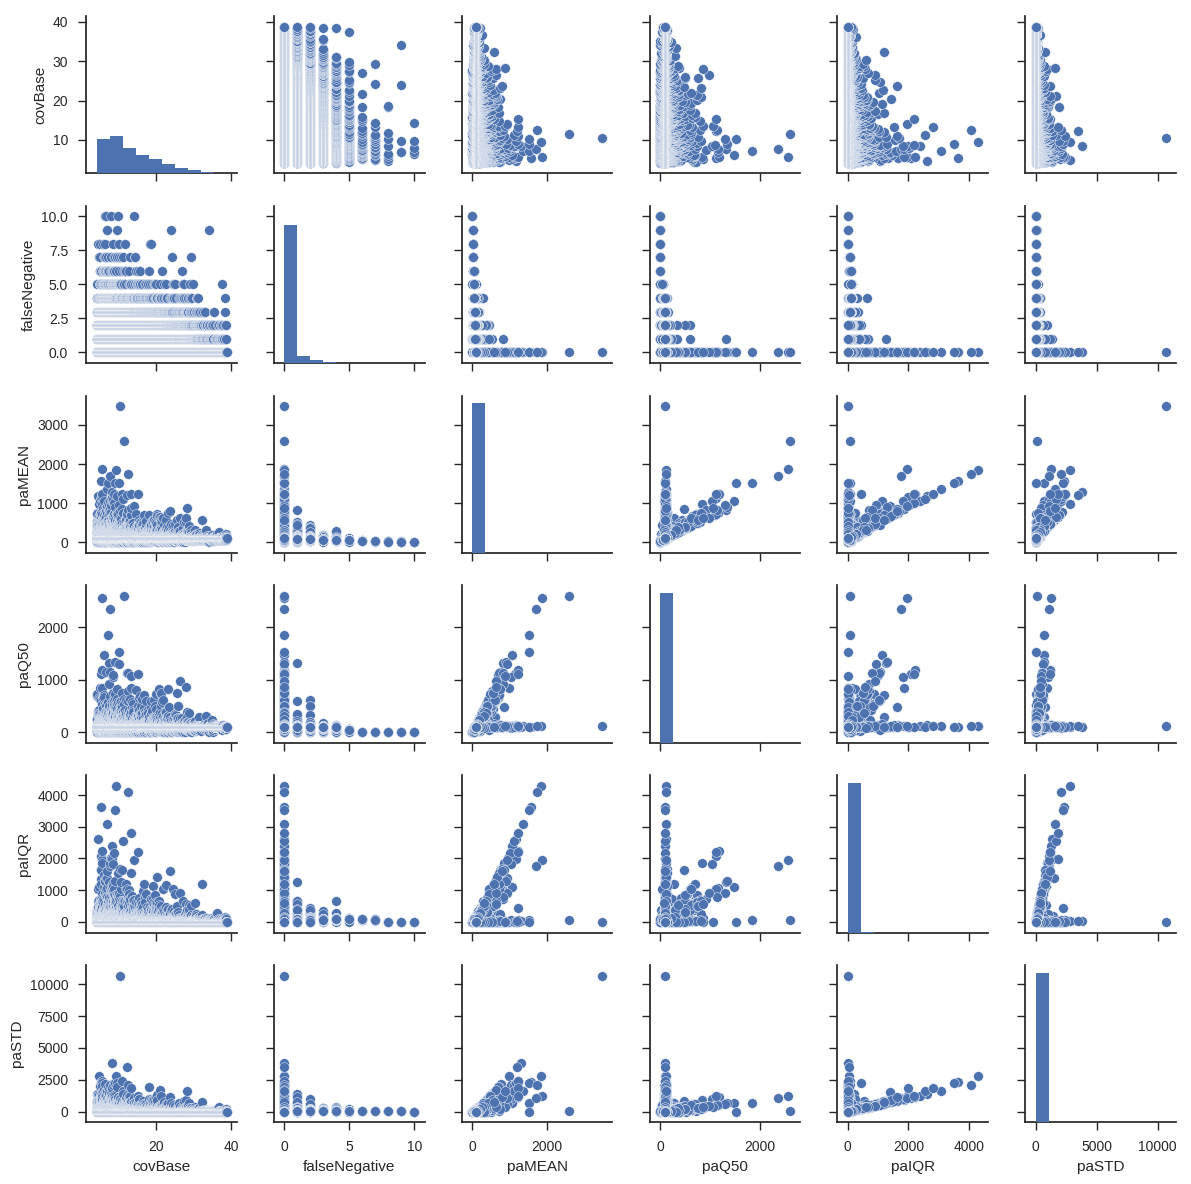 40
30
20
10
covBase
10.0
7.5
5.0
2.5
0.0
falseNegative
3000
2000
1000
0
paMEAN
2000
1000
0
paQ50
4000
3000
2000
1000
0
paIQR
10000
7500
5000
2500
0
paSTD
20 40
0 5 10
0 2000
0 2000
0 2000 4000
0 5000 10000
covBase falseNegative paMEAN paQ50 paIQR paSTD